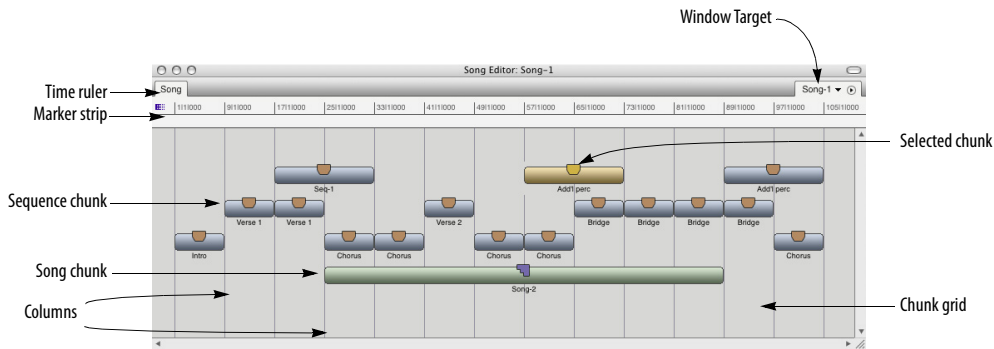 Window Target
Song Editor: Song-1
Time ruler
Song
Song-1
1|1|000 9|1|000 17|1|000 25|1|000 33|1|000 41|1|000 49|1|000 57|1|000 65|1|000 73|1|000 81|1|000 89|1|000 97|1|000 105|1|000
Marker strip
Selected chunk
Seq-1 Add'l perc Add'l perc
Sequence chunk
Verse 1 Verse 1 Verse 2 Bridge Bridge Bridge Bridge
Intro Chorus Chorus Chorus Chorus Chorus
Song chunk
Song-2
Columns
Chunk grid